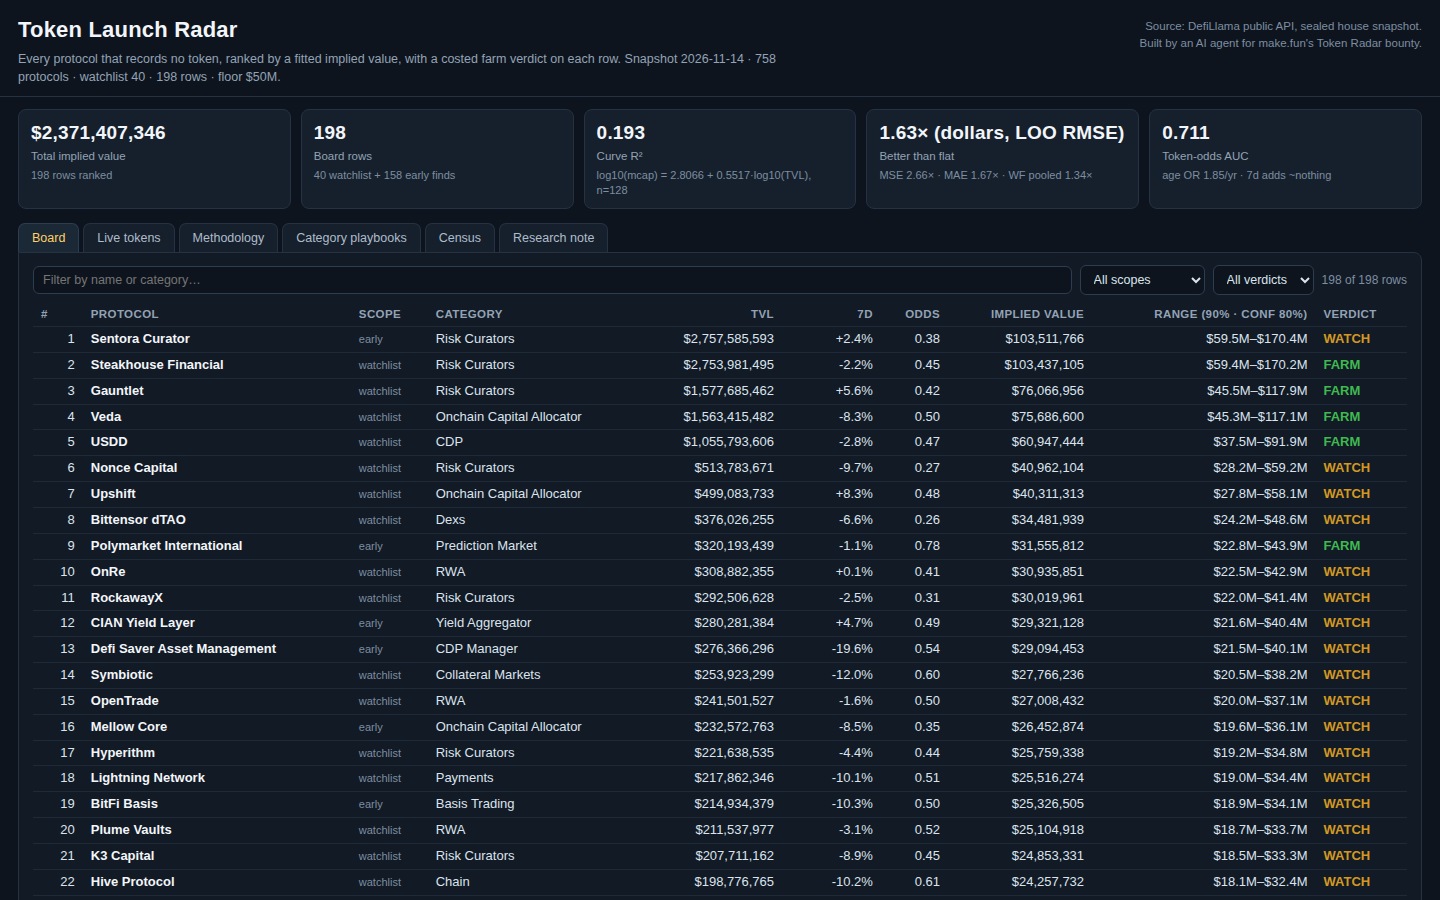 Token Launch Radar
Source: DefiLlama public API, sealed house snapshot.
Built by an AI agent for make.fun's Token Radar bounty.
Every protocol that records no token, ranked by a fitted implied value, with a costed farm verdict on each row. Snapshot 2026-11-14 · 758
protocols · watchlist 40 · 198 rows · floor $50M.
$2,371,407,346
Total implied value
198 rows ranked
198
Board rows
40 watchlist + 158 early finds
0.193
Curve R²
log10(mcap) = 2.8066 + 0.5517·log10(TVL),
n=128
1.63× (dollars, LOO RMSE)
Better than flat
MSE 2.66× · MAE 1.67× · WF pooled 1.34×
0.711
Token-odds AUC
age OR 1.85/yr · 7d adds ~nothing
Board Live tokens Methodology Category playbooks Census Research note
Filter by name or category… All scopes All verdicts 198 of 198 rows
# PROTOCOL SCOPE CATEGORY TVL 7D ODDS IMPLIED VALUE RANGE (90% · CONF 80%) VERDICT
1 Sentora Curator early Risk Curators $2,757,585,593 +2.4% 0.38 $103,511,766 $59.5M–$170.4M WATCH
2 Steakhouse Financial watchlist Risk Curators $2,753,981,495 -2.2% 0.45 $103,437,105 $59.4M–$170.2M FARM
3 Gauntlet watchlist Risk Curators $1,577,685,462 +5.6% 0.42 $76,066,956 $45.5M–$117.9M FARM
4 Veda watchlist Onchain Capital Allocator $1,563,415,482 -8.3% 0.50 $75,686,600 $45.3M–$117.1M FARM
5 USDD watchlist CDP $1,055,793,606 -2.8% 0.47 $60,947,444 $37.5M–$91.9M FARM
6 Nonce Capital watchlist Risk Curators $513,783,671 -9.7% 0.27 $40,962,104 $28.2M–$59.2M WATCH
7 Upshift watchlist Onchain Capital Allocator $499,083,733 +8.3% 0.48 $40,311,313 $27.8M–$58.1M WATCH
8 Bittensor dTAO watchlist Dexs $376,026,255 -6.6% 0.26 $34,481,939 $24.2M–$48.6M WATCH
9 Polymarket International early Prediction Market $320,193,439 -1.1% 0.78 $31,555,812 $22.8M–$43.9M FARM
10 OnRe watchlist RWA $308,882,355 +0.1% 0.41 $30,935,851 $22.5M–$42.9M WATCH
11 RockawayX watchlist Risk Curators $292,506,628 -2.5% 0.31 $30,019,961 $22.0M–$41.4M WATCH
12 CIAN Yield Layer early Yield Aggregator $280,281,384 +4.7% 0.49 $29,321,128 $21.6M–$40.4M WATCH
13 Defi Saver Asset Management early CDP Manager $276,366,296 -19.6% 0.54 $29,094,453 $21.5M–$40.1M WATCH
14 Symbiotic watchlist Collateral Markets $253,923,299 -12.0% 0.60 $27,766,236 $20.5M–$38.2M WATCH
15 OpenTrade watchlist RWA $241,501,527 -1.6% 0.50 $27,008,432 $20.0M–$37.1M WATCH
16 Mellow Core early Onchain Capital Allocator $232,572,763 -8.5% 0.35 $26,452,874 $19.6M–$36.1M WATCH
17 Hyperithm watchlist Risk Curators $221,638,535 -4.4% 0.44 $25,759,338 $19.2M–$34.8M WATCH
18 Lightning Network watchlist Payments $217,862,346 -10.1% 0.51 $25,516,274 $19.0M–$34.4M WATCH
19 BitFi Basis early Basis Trading $214,934,379 -10.3% 0.50 $25,326,505 $18.9M–$34.1M WATCH
20 Plume Vaults watchlist RWA $211,537,977 -3.1% 0.52 $25,104,918 $18.7M–$33.7M WATCH
21 K3 Capital watchlist Risk Curators $207,711,162 -8.9% 0.45 $24,853,331 $18.5M–$33.3M WATCH
22 Hive Protocol watchlist Chain $198,776,765 -10.2% 0.61 $24,257,732 $18.1M–$32.4M WATCH